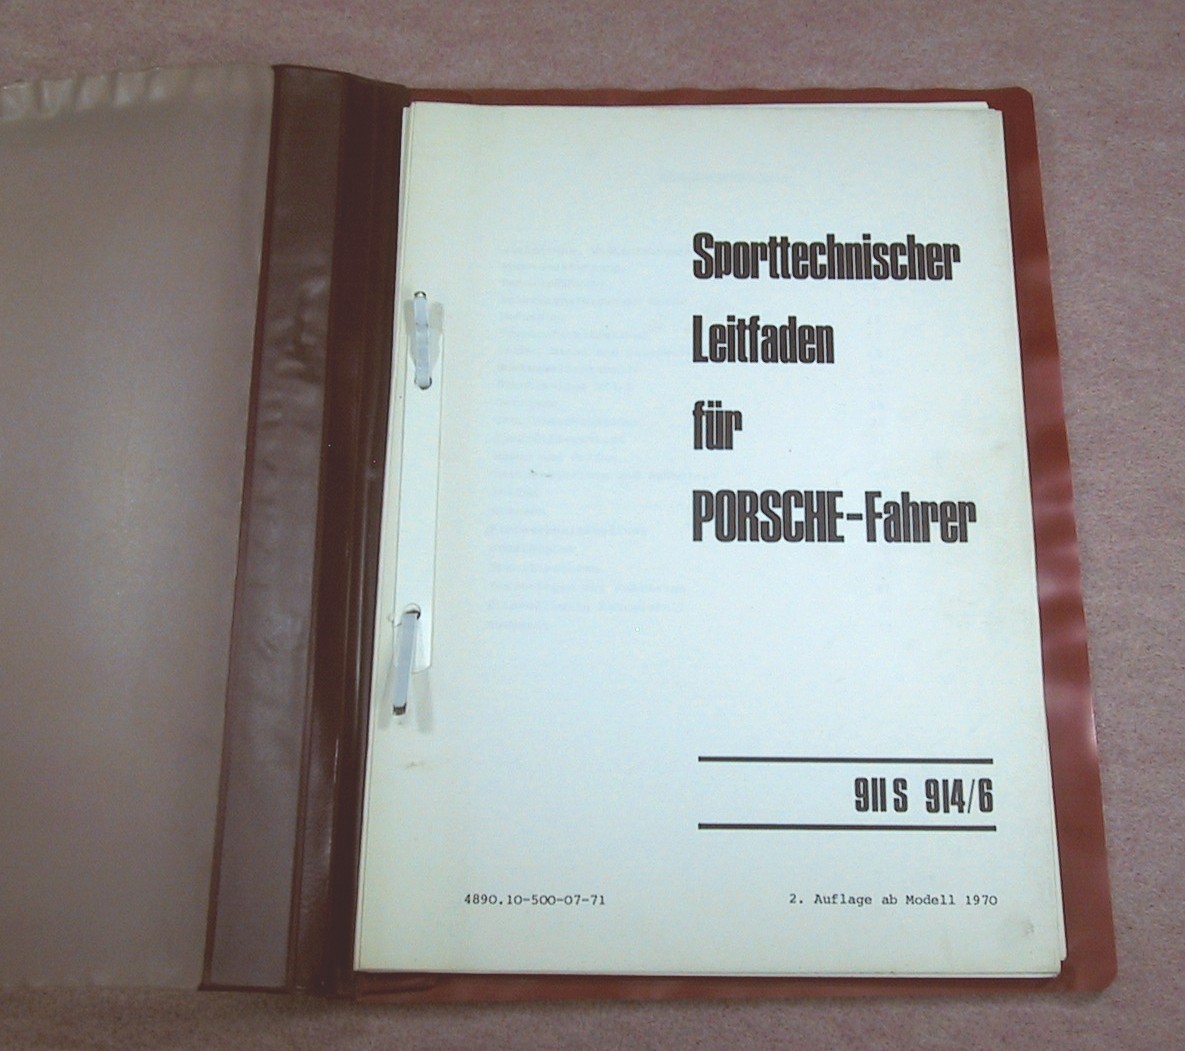 Sporttechnischer
Leitfaden
für
PORSCHE-Fahrer
911 S 914/6
4890.10-500-07-71 2. Auflage ab Modell 1970